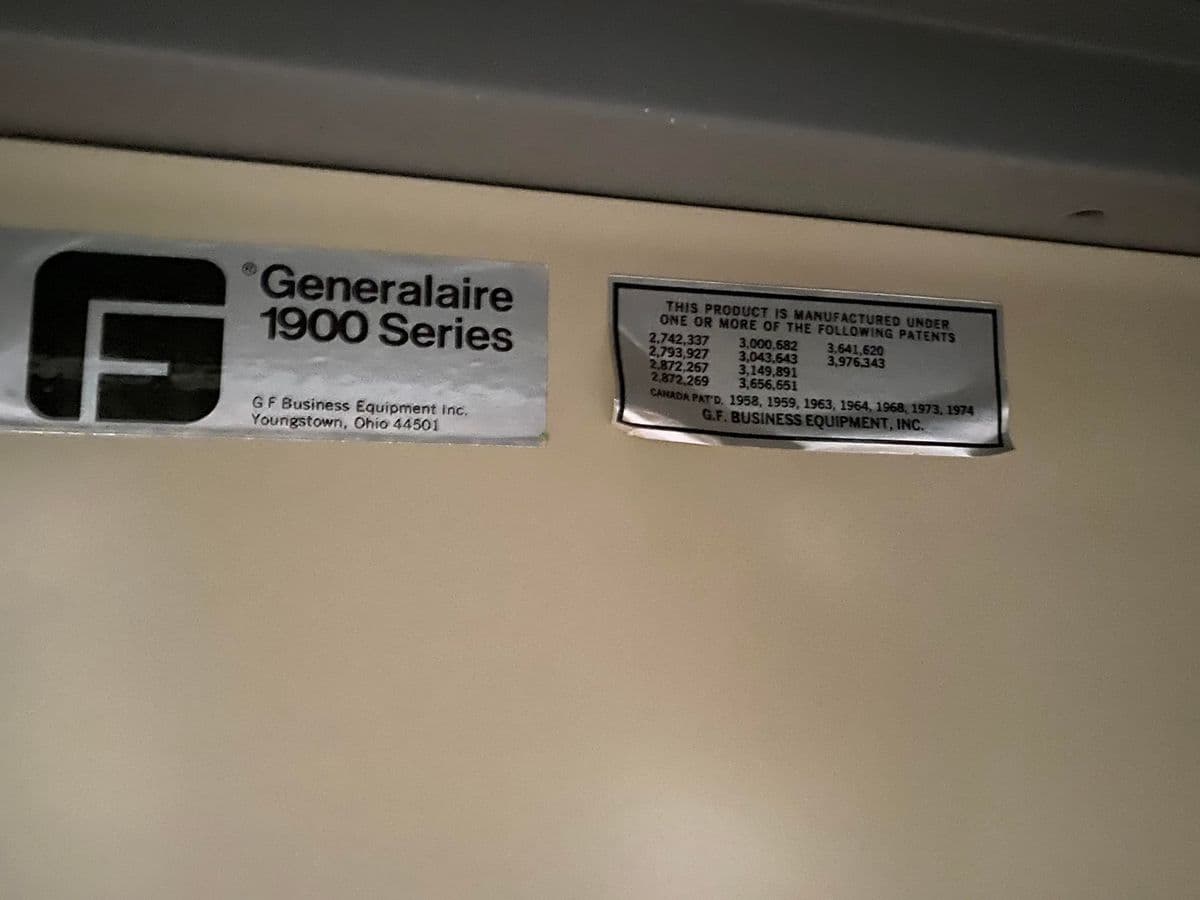 ® Generalaire
1900 Series
GF Business Equipment Inc.
Youngstown, Ohio 44501
THIS PRODUCT IS MANUFACTURED UNDER
ONE OR MORE OF THE FOLLOWING PATENTS
2,742,337 3,000,682 3,641,620
2,793,927 3,043,643 3,976,343
2,872,267 3,149,891
2,872,269 3,656,651
CANADA PAT'D. 1958, 1959, 1963, 1964, 1968, 1973, 1974
G.F. BUSINESS EQUIPMENT, INC.